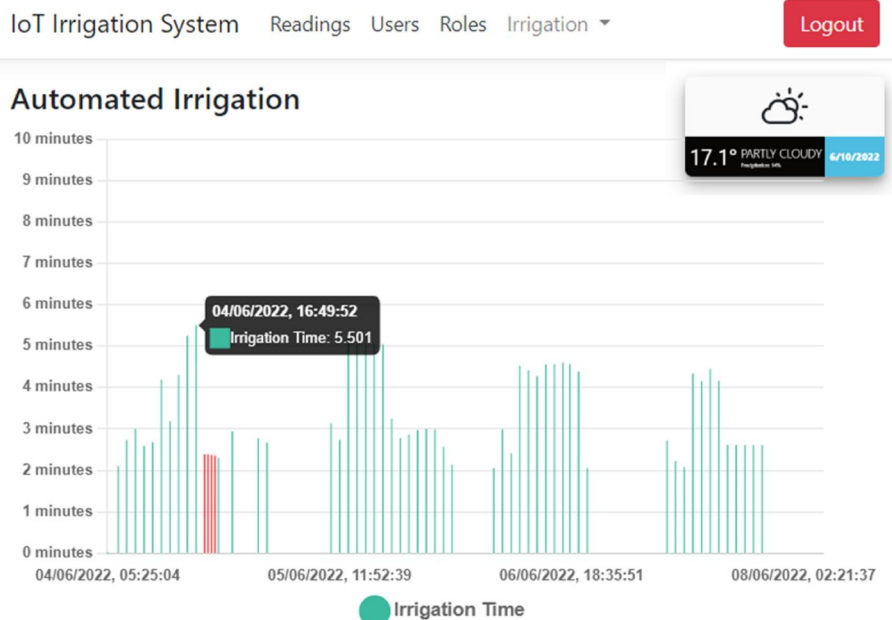 IoT Irrigation System Readings Users Roles Irrigation Logout
Automated Irrigation
17.1° PARTLY CLOUDY 6/10/2022
Precipitation: 14%
10 minutes
9 minutes
8 minutes
7 minutes
6 minutes
5 minutes
4 minutes
3 minutes
2 minutes
1 minutes
0 minutes
04/06/2022, 16:49:52
Irrigation Time: 5.501
04/06/2022, 05:25:04 05/06/2022, 11:52:39 06/06/2022, 18:35:51 08/06/2022, 02:21:37
Irrigation Time